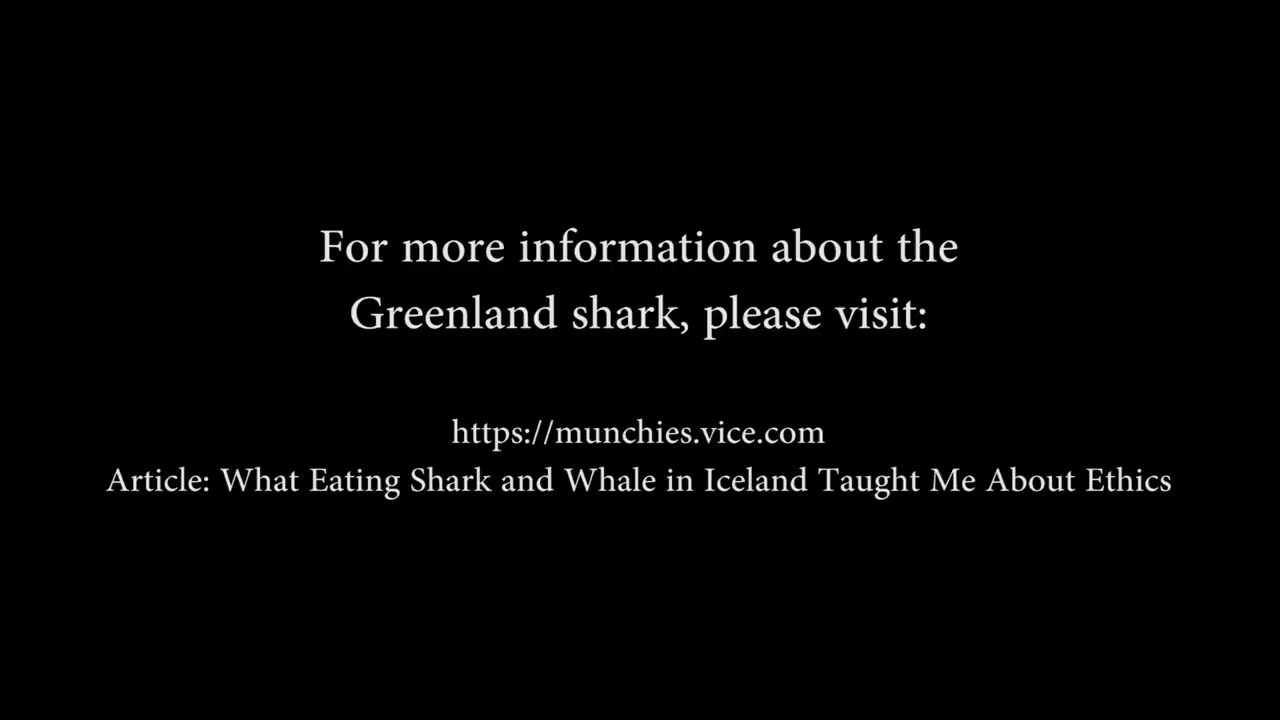 For more information about the
Greenland shark, please visit:
https://munchies.vice.com
Article: What Eating Shark and Whale in Iceland Taught Me About Ethics